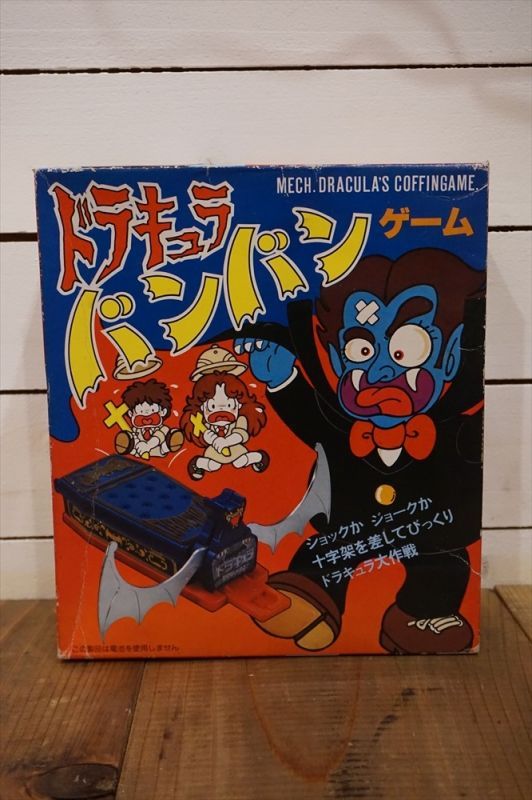 MECH. DRACULA'S COFFINGAME.
ドラキュラ
バンバン
ゲーム
ショックか ジョークか
十字架を差してびっくり
ドラキュラ大作戦
ドラキュラ
この製品は電池を使用しません